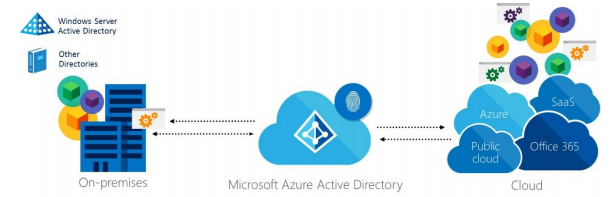 Windows Server
Active Directory
Other
Directories
On-premises
Microsoft Azure Active Directory
Azure
SaaS
Public
cloud
Office 365
Cloud